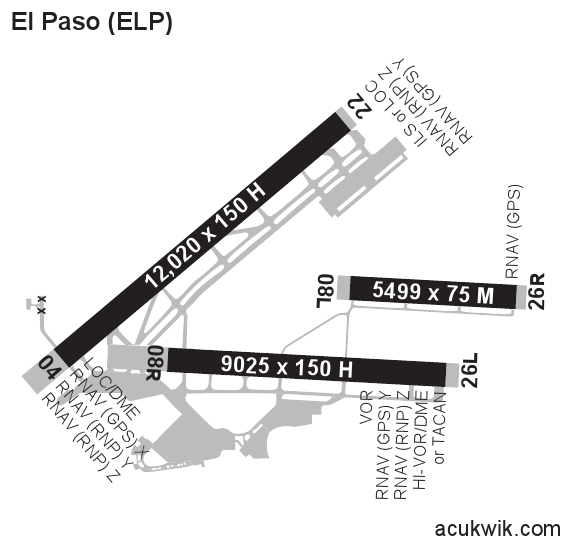 El Paso (ELP)
22
ILS or LOC
RNAV (RNP) Z
RNAV (GPS) Y
12,020 x 150 H
RNAV (GPS)
08L
5499 x 75 M
26R
x x
x
04
LOC/DME
RNAV (GPS) X
RNAV (RNP) Y
RNAV (RNP) Z
08R
9025 x 150 H
26L
VOR
RNAV (GPS) Y
RNAV (RNP) Z
HI-VOR/DME
or TACAN
acukwik.com